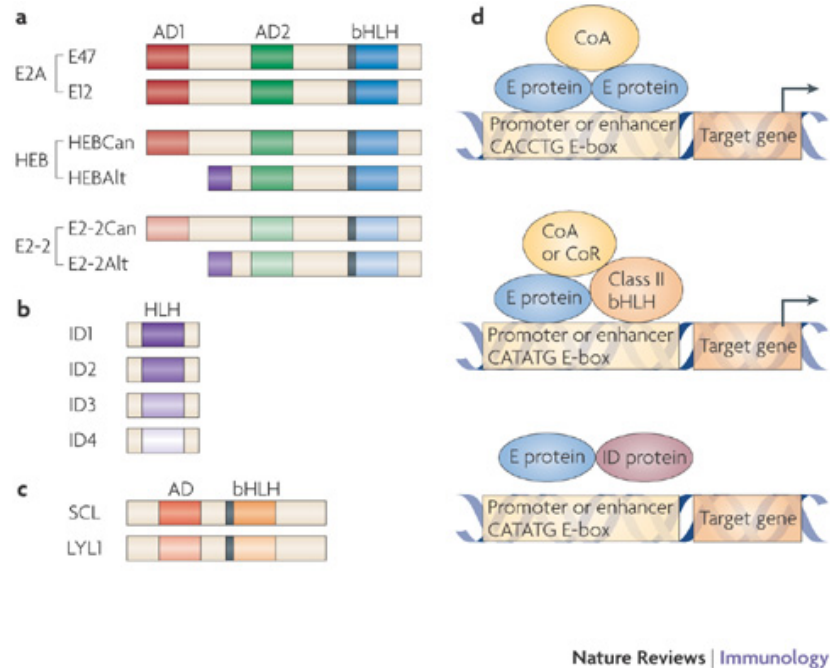 a
AD1 AD2 bHLH
E2A
E47
E12
HEB
HEBCan
HEBAlt
E2-2
E2-2Can
E2-2Alt
b
HLH
ID1
ID2
ID3
ID4
c
AD bHLH
SCL
LYL1
d
CoA
E protein E protein
Promoter or enhancer
CACCTG E-box
Target gene
CoA
or CoR
E protein
Class II
bHLH
Promoter or enhancer
CATATG E-box
Target gene
E protein ID protein
Promoter or enhancer
CATATG E-box
Target gene
Nature Reviews | Immunology